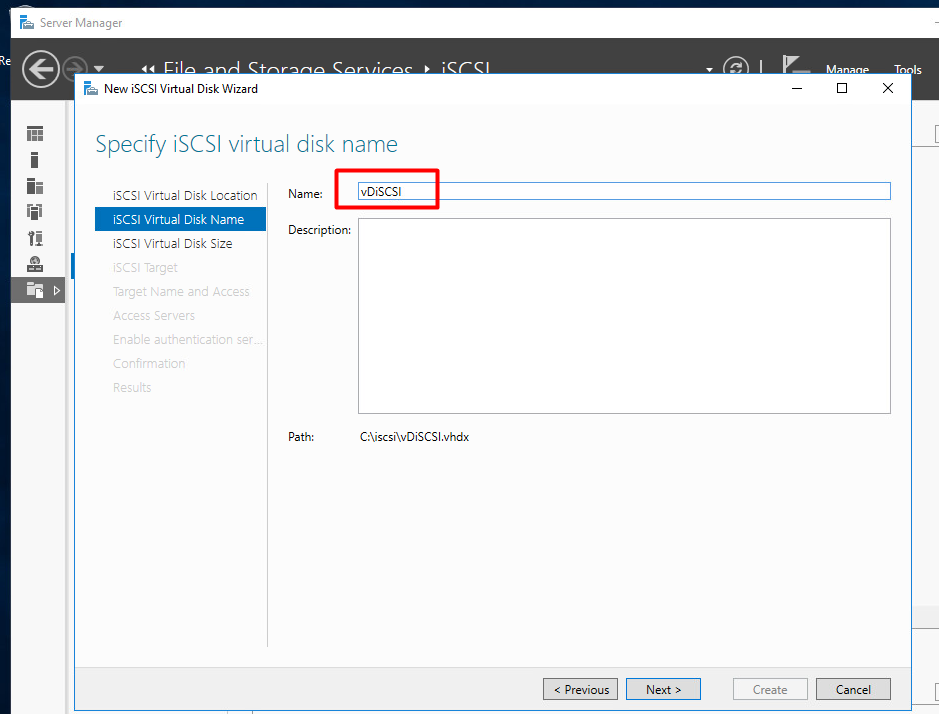 Server Manager
Re
File and Storage Services iSCSI
Manage Tools
New iSCSI Virtual Disk Wizard
Specify iSCSI virtual disk name
iSCSI Virtual Disk Location
iSCSI Virtual Disk Name
iSCSI Virtual Disk Size
iSCSI Target
Target Name and Access
Access Servers
Enable authentication ser...
Confirmation
Results
Name: vDiSCSI
Description:
Path: C:\iscsi\vDiSCSI.vhdx
< Previous Next > Create Cancel